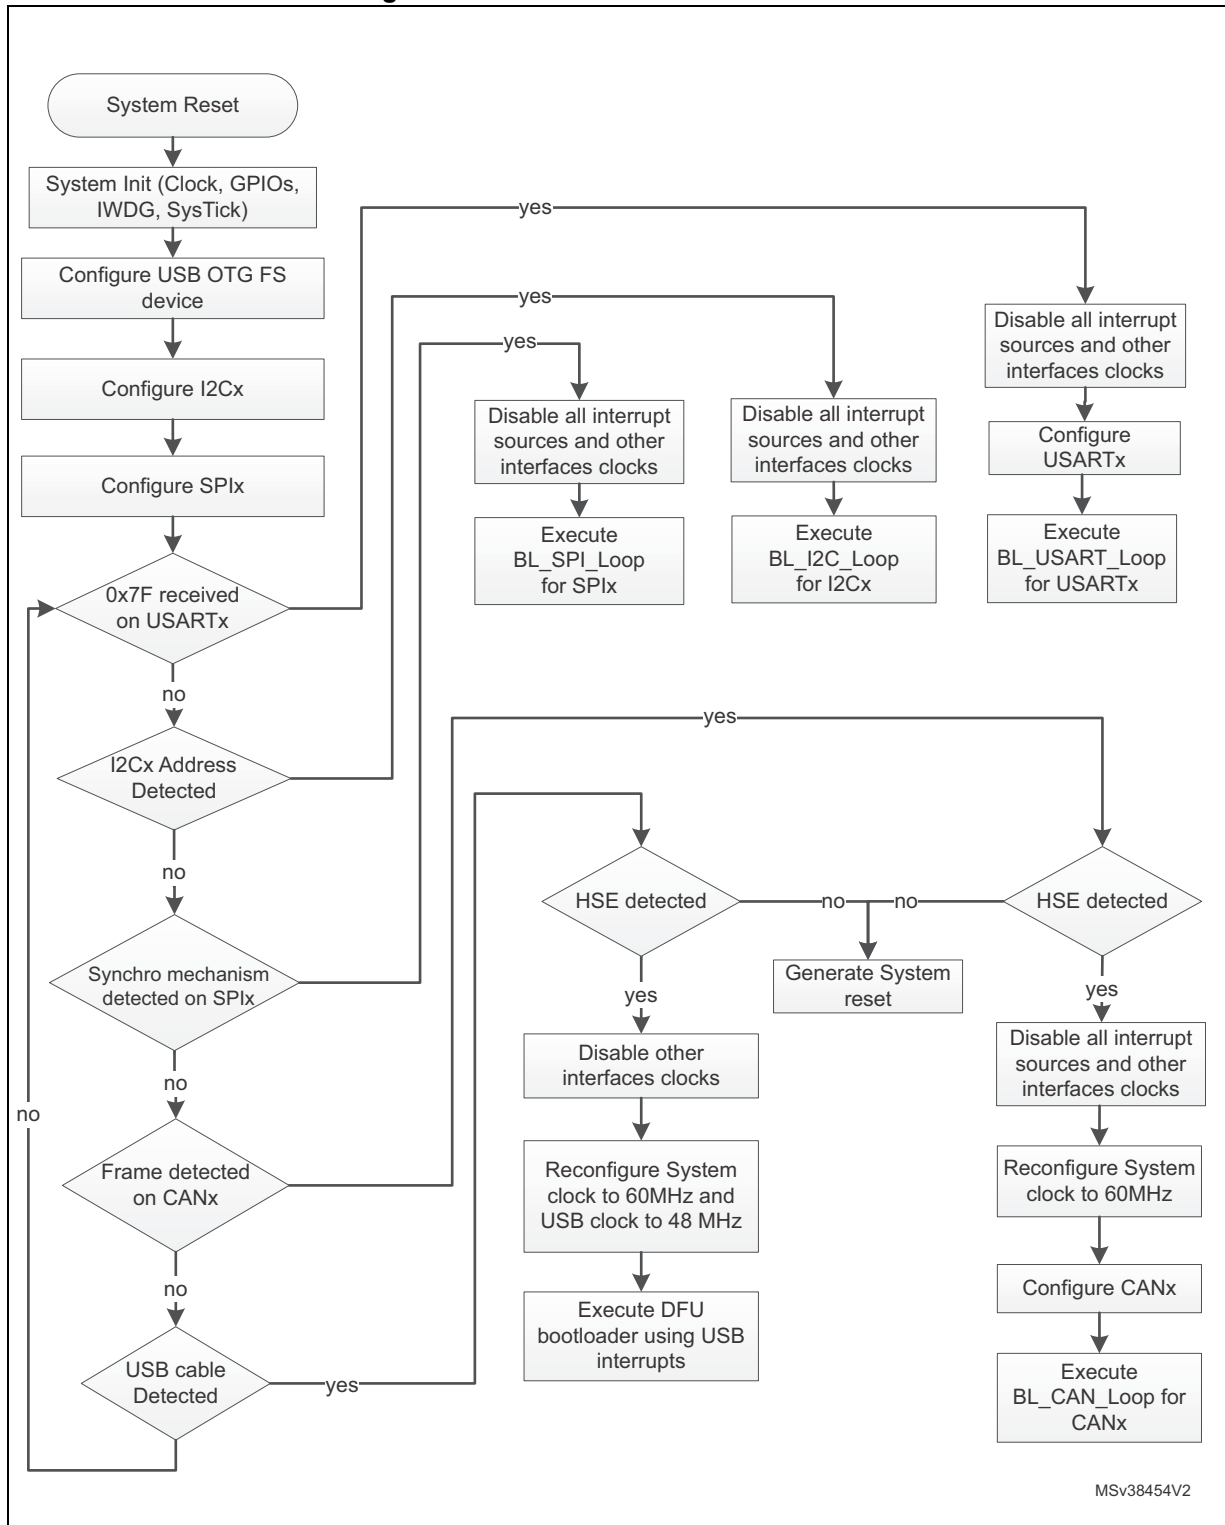 System Reset
System Init (Clock, GPIOs,
IWDG, SysTick)
Configure USB OTG FS
device
Configure I2Cx
Configure SPIx
0x7F received
on USARTx
yes
Disable all interrupt
sources and other
interfaces clocks
Configure
USARTx
Execute
BL_USART_Loop
for USARTx
no
I2Cx Address
Detected
yes
Disable all interrupt
sources and other
interfaces clocks
Execute
BL_I2C_Loop
for I2Cx
no
Synchro mechanism
detected on SPIx
yes
Disable all interrupt
sources and other
interfaces clocks
Execute
BL_SPI_Loop
for SPIx
no
Frame detected
on CANx
yes
HSE detected
no
yes
Disable all interrupt
sources and other
interfaces clocks
Reconfigure System
clock to 60MHz
Configure CANx
Execute
BL_CAN_Loop for
CANx
no
USB cable
Detected
yes
HSE detected
no
Generate System
reset
yes
Disable other
interfaces clocks
Reconfigure System
clock to 60MHz and
USB clock to 48 MHz
Execute DFU
bootloader using USB
interrupts
no
MSv38454V2